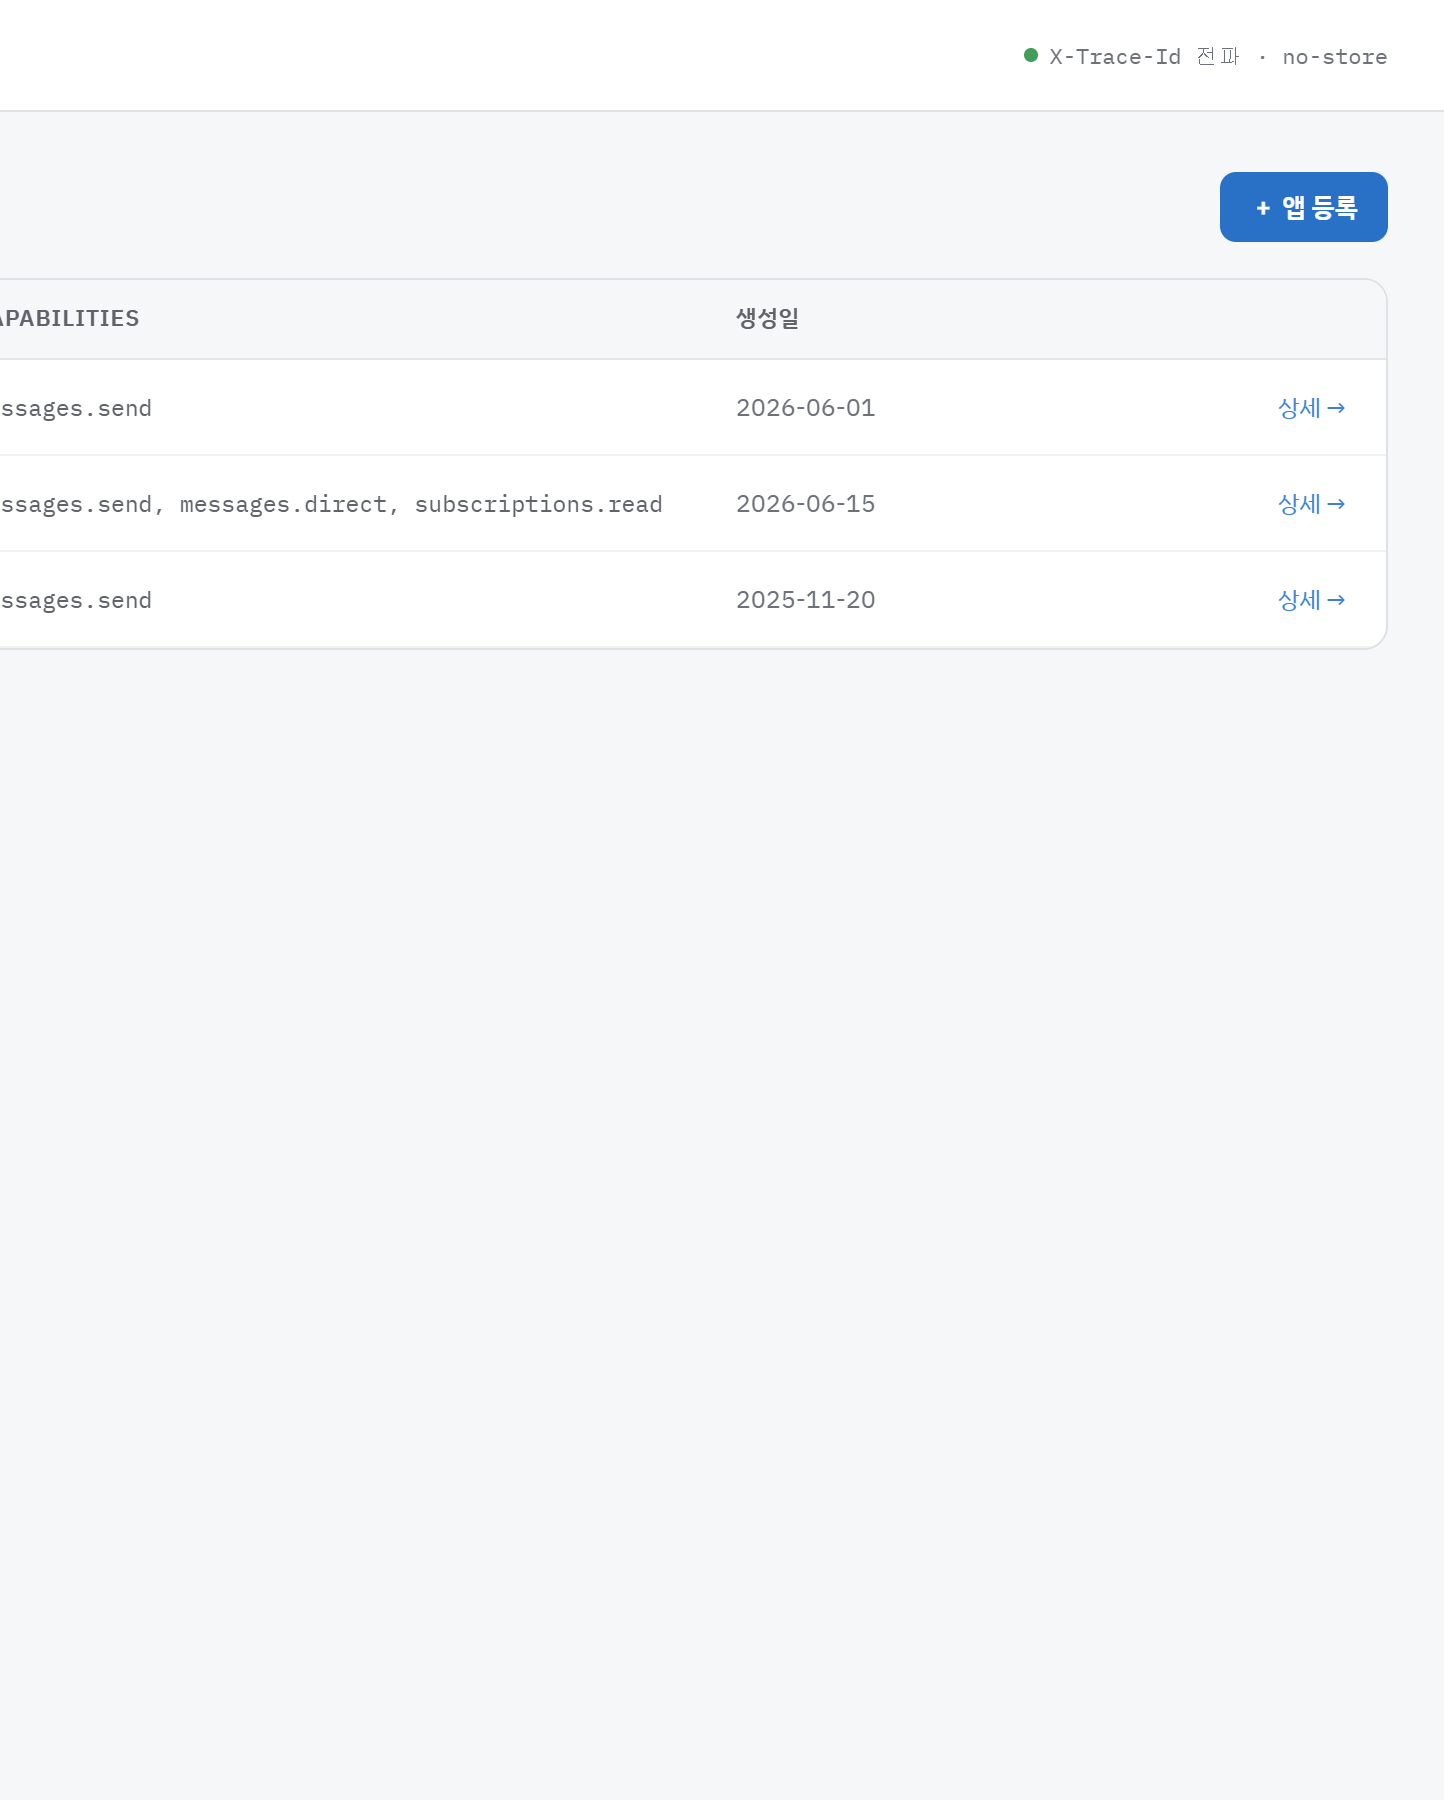 X-Trace-Id 전파 · no-store
+ 앱 등록
APABILITIES 생성일
ssages.send 2026-06-01 상세 →
ssages.send, messages.direct, subscriptions.read 2026-06-15 상세 →
ssages.send 2025-11-20 상세 →